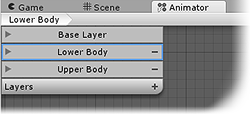 Game Scene Animator
Lower Body
Base Layer
Lower Body −
Upper Body −
Layers +